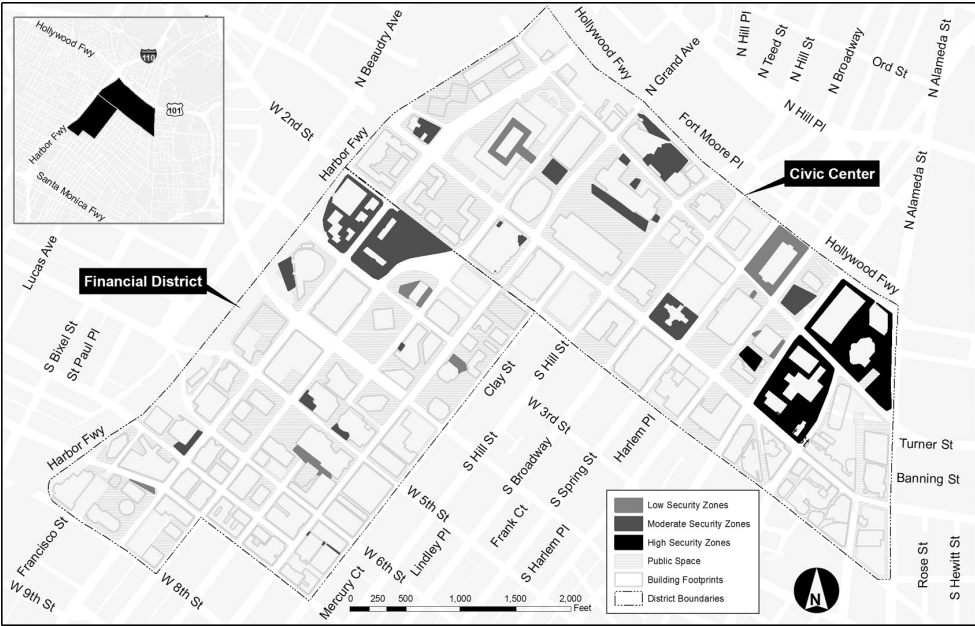 Hollywood Fwy
110
101
Harbor Fwy
Santa Monica Fwy
N Beaudry Ave
W 2nd St
Harbor Fwy
Hollywood Fwy
N Grand Ave
Fort Moore Pl
N Hill Pl
N Teed St
N Hill St
N Broadway
Ord St
N Alameda St
N Hill Pl
N Alameda St
Civic Center
Hollywood Fwy
Lucas Ave
Financial District
S Bixel St
St Paul Pl
Harbor Fwy
Francisco St
W 9th St
W 8th St
Clay St
S Hill St
W 3rd St
S Hill St
S Broadway
S Spring St
Harlem Pl
W 5th St
Lindley Pl
Frank Ct
S Harlem Pl
W 6th St
Mercury Ct
St
Turner St
Banning St
Rose St
S Hewitt St
Low Security Zones
Moderate Security Zones
High Security Zones
Public Space
Building Footprints
District Boundaries
0 250 500 1,000 1,500 2,000
Feet
N